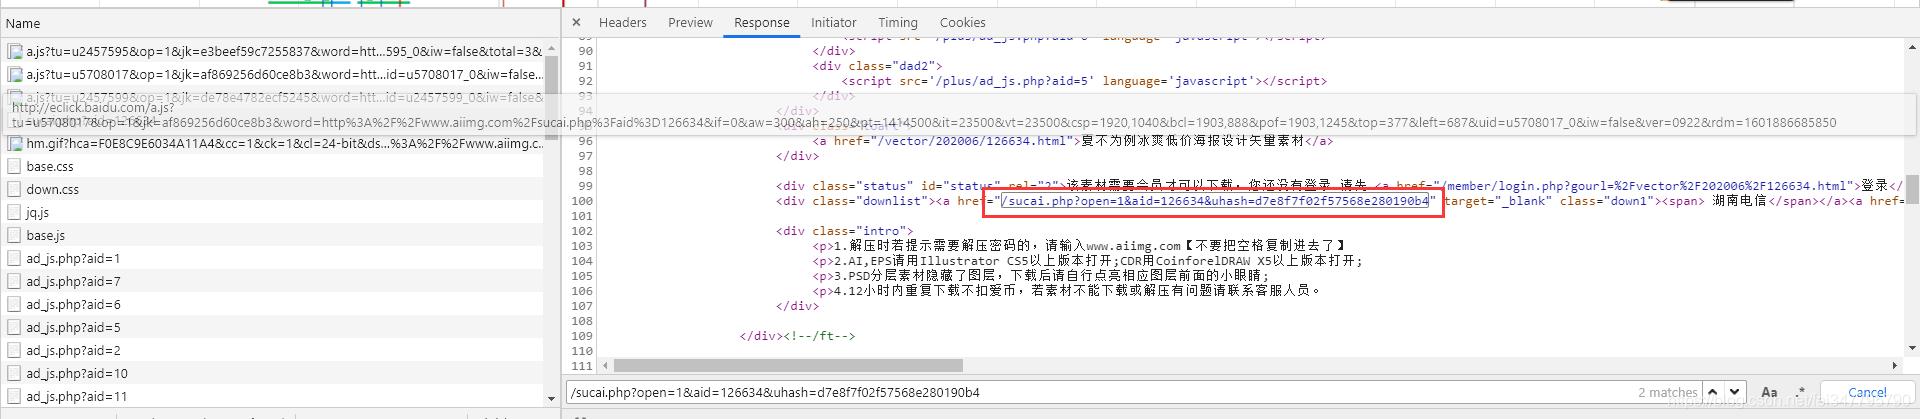 Name
× Headers Preview Response Initiator Timing Cookies
a.js?tu=u2457595&op=1&jk=e3beef59c7255837&word=htt...595_0&iw=false&total=3&
a.js?tu=u5708017&op=1&jk=af869256d60ce8b3&word=htt...id=u5708017_0&iw=false...
a.js?tu=u2457599&op=1&jk=de78e4782ecf5245&word=htt...id=u2457599_0&iw=false&
http://eclick.baidu.com/a.js?
tu=u5708017&op=1&jk=af869256d60ce8b3&word=http%3A%2F%2Fwww.aiimg.com%2Fsucai.php%3Faid%3D126634&if=0&aw=300&ah=250&pt=1414500&it=23500&vt=23500&csp=1920,1040&bcl=1903,888&pof=1903,1245&top=377&left=687&uid=u5708017_0&iw=false&ver=0922&rdm=1601886685850
hm.gif?hca=F0E8C9E6034A11A4&cc=1&ck=1&cl=24-bit&ds...%3A%2F%2Fwww.aiimg.c...
base.css
down.css
jq.js
base.js
ad_js.php?aid=1
ad_js.php?aid=7
ad_js.php?aid=6
ad_js.php?aid=5
ad_js.php?aid=2
ad_js.php?aid=10
ad_js.php?aid=11
89 <script src='/plus/ad_js.php?aid=6' language='javascript'></script>
90 </div>
91 <div class="dad2">
92 <script src='/plus/ad_js.php?aid=5' language='javascript'></script>
93 </div>
94 </div>
96 <a href="/vector/202006/126634.html">夏不为例冰爽低价海报设计矢量素材</a>
97 </div>
98
99 <div class="status" id="status" rel="2">该素材需要会员才可以下载，您还没有登录 请先 <a href="/member/login.php?gourl=%2Fvector%2F202006%2F126634.html">登录</
100 <div class="downlist"><a href="/sucai.php?open=1&aid=126634&uhash=d7e8f7f02f57568e280190b4" target="_blank" class="down1"><span> 湖南电信</span></a><a href=
101
102 <div class="intro">
103 <p>1.解压时若提示需要解压密码的，请输入www.aiimg.com【不要把空格复制进去了】
104 <p>2.AI,EPS请用Illustrator CS5以上版本打开;CDR用CoinforelDRAW X5以上版本打开;
105 <p>3.PSD分层素材隐藏了图层，下载后请自行点亮相应图层前面的小眼睛;
106 <p>4.12小时内重复下载不扣爱币，若素材不能下载或解压有问题请联系客服人员。
107 </div>
108
109 </div><!--/ft-->
110
111
/sucai.php?open=1&aid=126634&uhash=d7e8f7f02f57568e280190b4 2 matches Aa .* Cancel